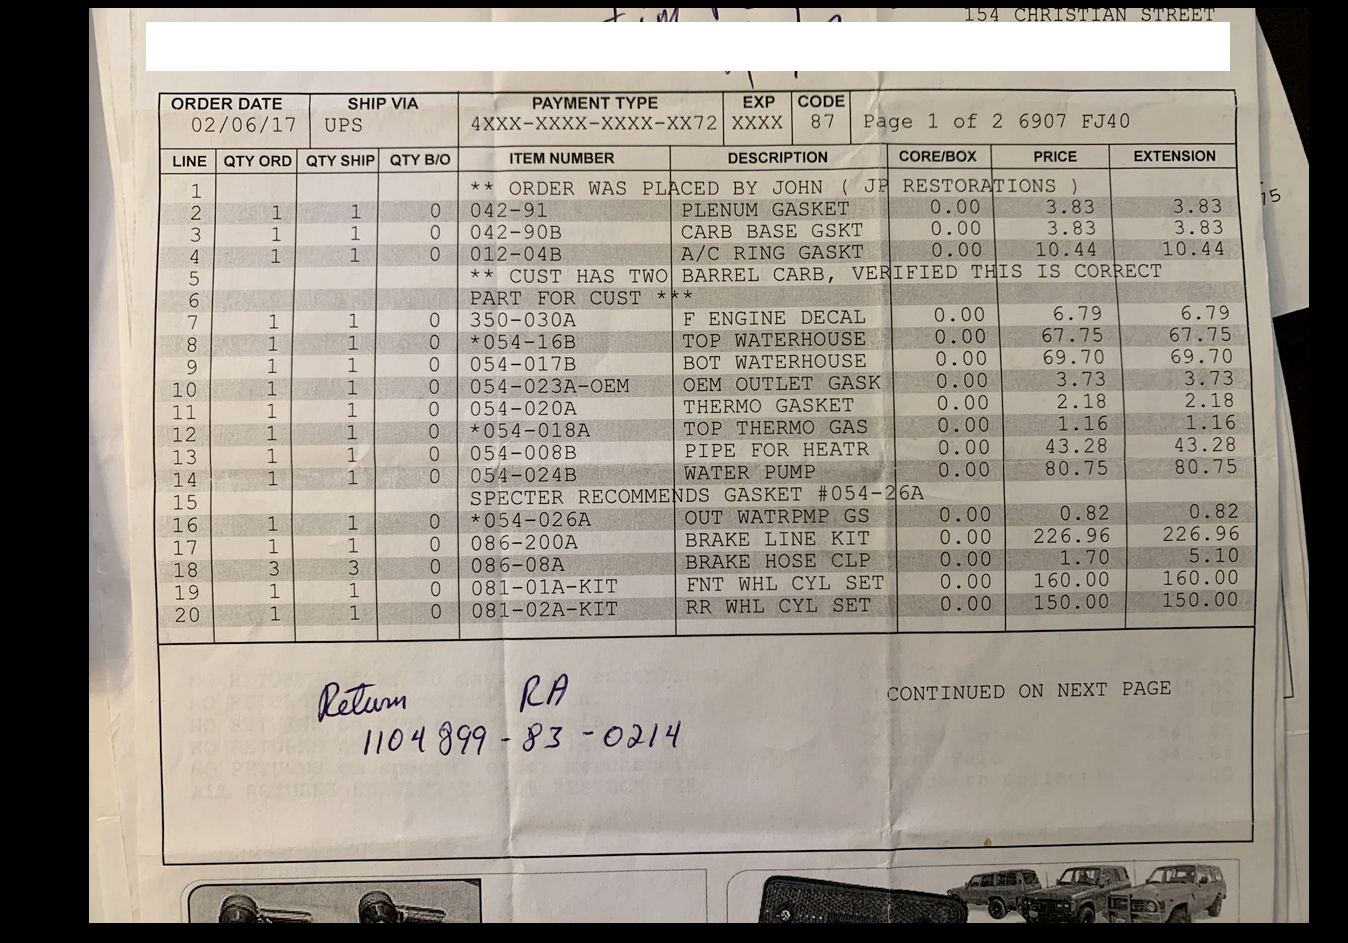 154 CHRISTIAN STREET
ORDER DATE SHIP VIA PAYMENT TYPE EXP CODE
02/06/17 UPS 4XXX-XXXX-XXXX-XX72 XXXX 87 Page 1 of 2 6907 FJ40
LINE QTY ORD QTY SHIP QTY B/O ITEM NUMBER DESCRIPTION CORE/BOX PRICE EXTENSION
1 ** ORDER WAS PLACED BY JOHN ( JP RESTORATIONS )
2 1 1 0 042-91 PLENUM GASKET 0.00 3.83 3.83
3 1 1 0 042-90B CARB BASE GSKT 0.00 3.83 3.83
4 1 1 0 012-04B A/C RING GASKT 0.00 10.44 10.44
5 ** CUST HAS TWO BARREL CARB, VERIFIED THIS IS CORRECT
6 PART FOR CUST ***
7 1 1 0 350-030A F ENGINE DECAL 0.00 6.79 6.79
8 1 1 0 *054-16B TOP WATERHOUSE 0.00 67.75 67.75
9 1 1 0 054-017B BOT WATERHOUSE 0.00 69.70 69.70
10 1 1 0 054-023A-OEM OEM OUTLET GASK 0.00 3.73 3.73
11 1 1 0 054-020A THERMO GASKET 0.00 2.18 2.18
12 1 1 0 *054-018A TOP THERMO GAS 0.00 1.16 1.16
13 1 1 0 054-008B PIPE FOR HEATR 0.00 43.28 43.28
14 1 1 0 054-024B WATER PUMP 0.00 80.75 80.75
15 SPECTER RECOMMENDS GASKET #054-26A
16 1 1 0 *054-026A OUT WATRPMP GS 0.00 0.82 0.82
17 1 1 0 086-200A BRAKE LINE KIT 0.00 226.96 226.96
18 3 3 0 086-08A BRAKE HOSE CLP 0.00 1.70 5.10
19 1 1 0 081-01A-KIT FNT WHL CYL SET 0.00 160.00 160.00
20 1 1 0 081-02A-KIT RR WHL CYL SET 0.00 150.00 150.00
Return RA
CONTINUED ON NEXT PAGE
1104899-83-0214